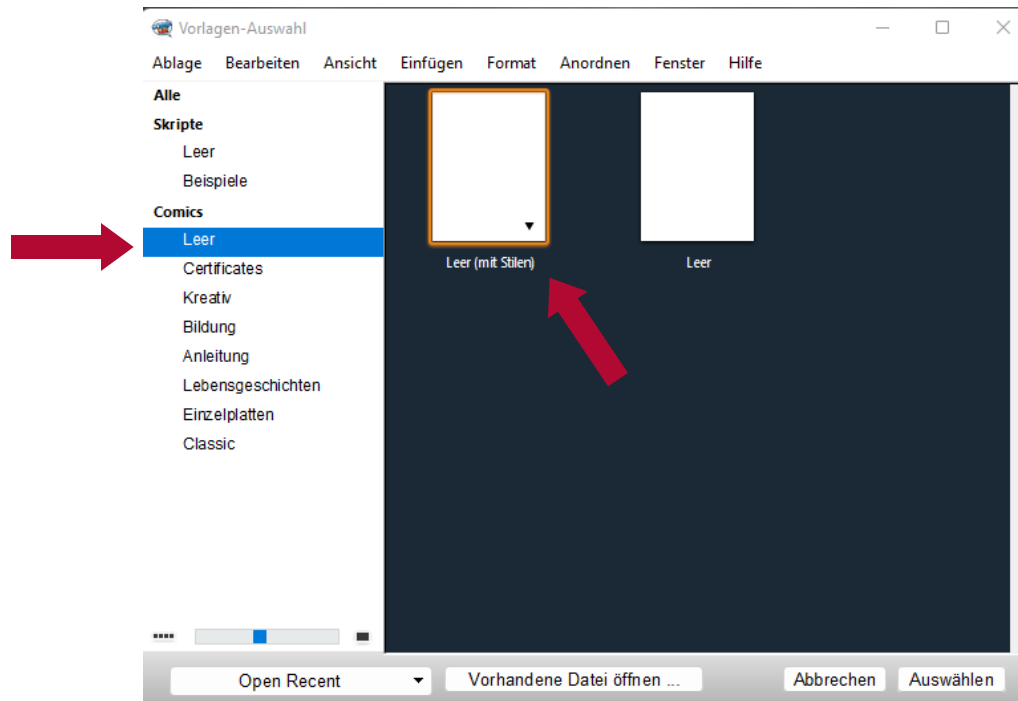 Vorlagen-Auswahl
Ablage Bearbeiten Ansicht Einfügen Format Anordnen Fenster Hilfe
Alle
Skripte
Leer
Beispiele
Comics
Leer
Certificates
Kreativ
Bildung
Anleitung
Lebensgeschichten
Einzelplatten
Classic
Leer (mit Stilen) Leer
Open Recent Vorhandene Datei öffnen ... Abbrechen Auswählen